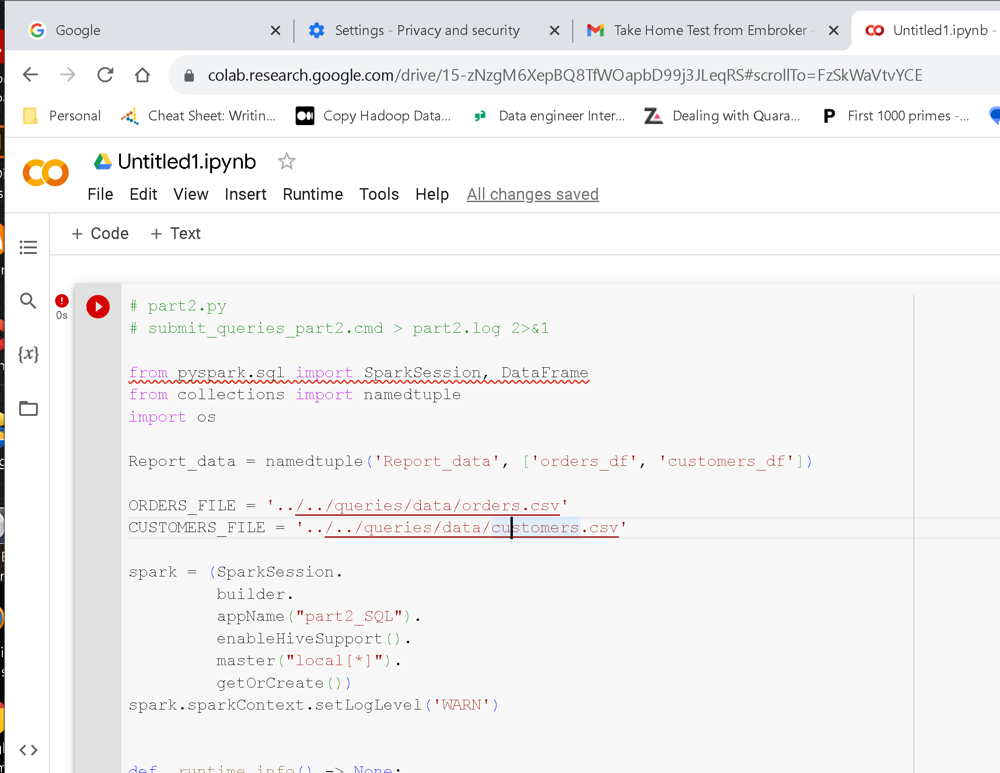 Google
Settings - Privacy and security
Take Home Test from Embroker -
Untitled1.ipynb -
colab.research.google.com/drive/15-zNzgM6XepBQ8TfWOapbD99j3JLeqRS#scrollTo=FzSkWaVtvYCE
Personal
Cheat Sheet: Writin...
Copy Hadoop Data...
Data engineer Inter...
Dealing with Quara...
First 1000 primes -...
Untitled1.ipynb
File Edit View Insert Runtime Tools Help All changes saved
+ Code + Text
0s
# part2.py
# submit_queries_part2.cmd > part2.log 2>&1
from pyspark.sql import SparkSession, DataFrame
from collections import namedtuple
import os
Report_data = namedtuple('Report_data', ['orders_df', 'customers_df'])
ORDERS_FILE = '../../queries/data/orders.csv'
CUSTOMERS_FILE = '../../queries/data/customers.csv'
spark = (SparkSession.
builder.
appName("part2_SQL").
enableHiveSupport().
master("local[*]").
getOrCreate())
spark.sparkContext.setLogLevel('WARN')
def _runtime_info() -> None: